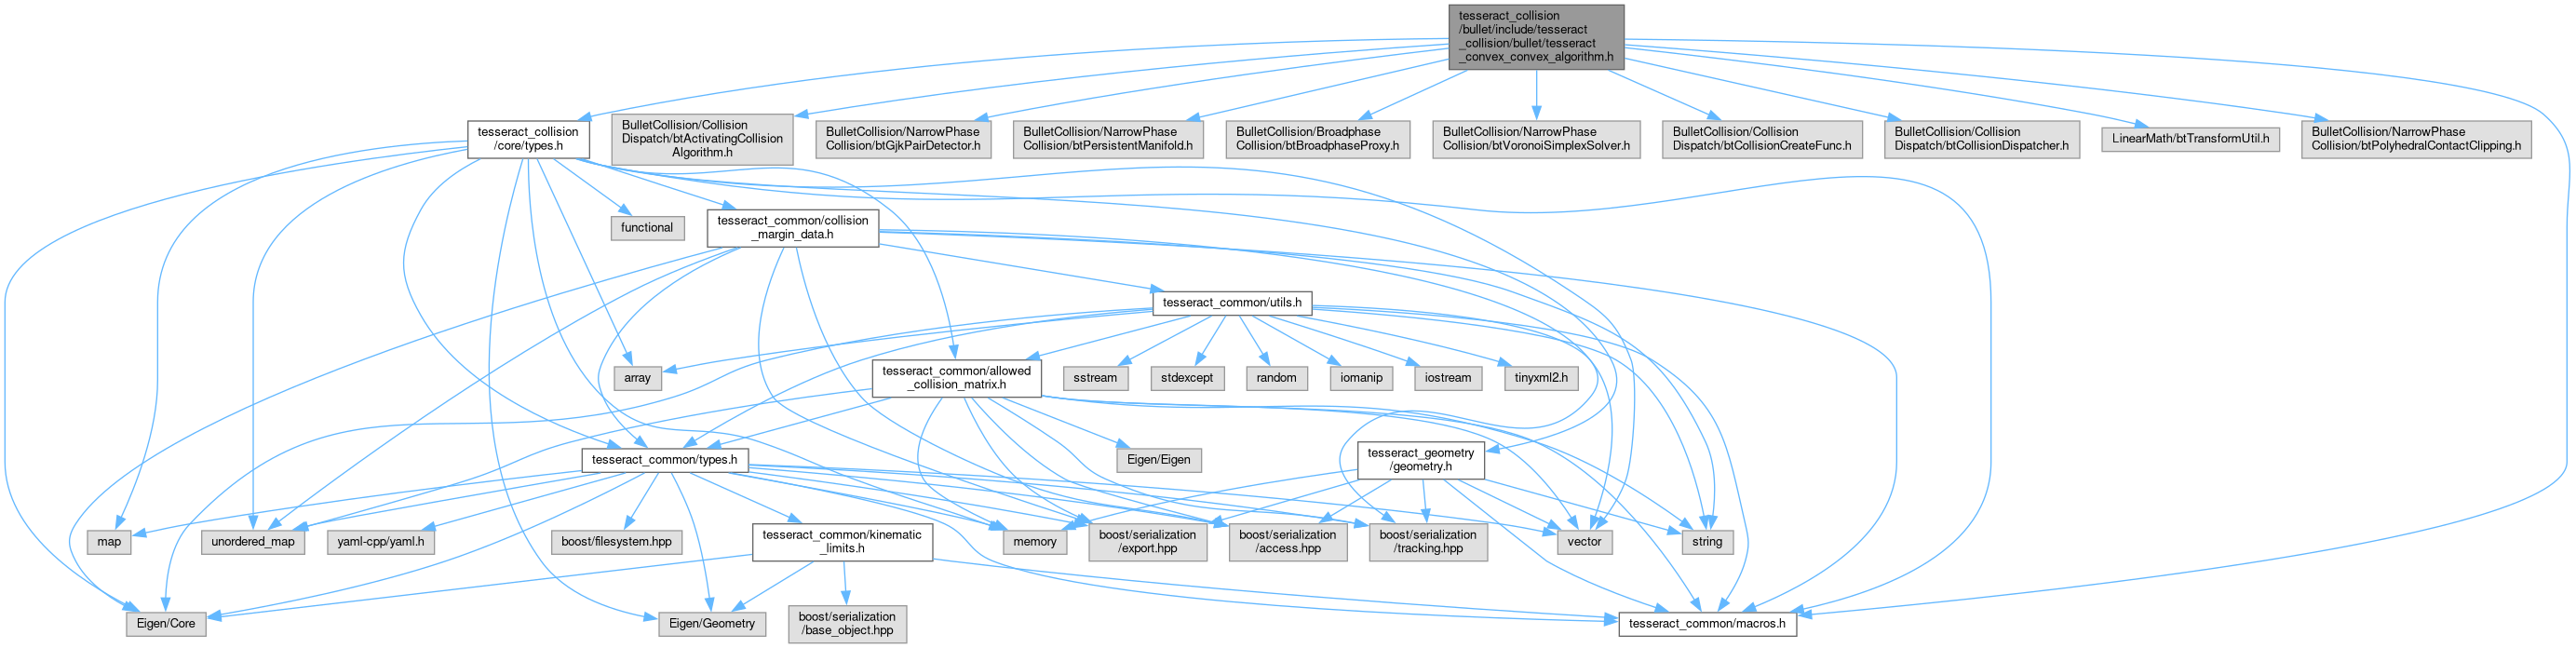 tesseract_collision
/bullet/include/tesseract
_collision/bullet/tesseract
_convex_convex_algorithm.h
tesseract_collision
/core/types.h
BulletCollision/Collision
Dispatch/btActivatingCollision
Algorithm.h
BulletCollision/NarrowPhase
Collision/btGjkPairDetector.h
BulletCollision/NarrowPhase
Collision/btPersistentManifold.h
BulletCollision/Broadphase
Collision/btBroadphaseProxy.h
BulletCollision/NarrowPhase
Collision/btVoronoiSimplexSolver.h
BulletCollision/Collision
Dispatch/btCollisionCreateFunc.h
BulletCollision/Collision
Dispatch/btCollisionDispatcher.h
LinearMath/btTransformUtil.h
BulletCollision/NarrowPhase
Collision/btPolyhedralContactClipping.h
functional
tesseract_common/collision
_margin_data.h
tesseract_common/utils.h
array
tesseract_common/allowed
_collision_matrix.h
sstream
stdexcept
random
iomanip
iostream
tinyxml2.h
tesseract_common/types.h
Eigen/Eigen
tesseract_geometry
/geometry.h
map
unordered_map
yaml-cpp/yaml.h
boost/filesystem.hpp
tesseract_common/kinematic
_limits.h
memory
boost/serialization
/export.hpp
boost/serialization
/access.hpp
boost/serialization
/tracking.hpp
vector
string
Eigen/Core
Eigen/Geometry
boost/serialization
/base_object.hpp
tesseract_common/macros.h